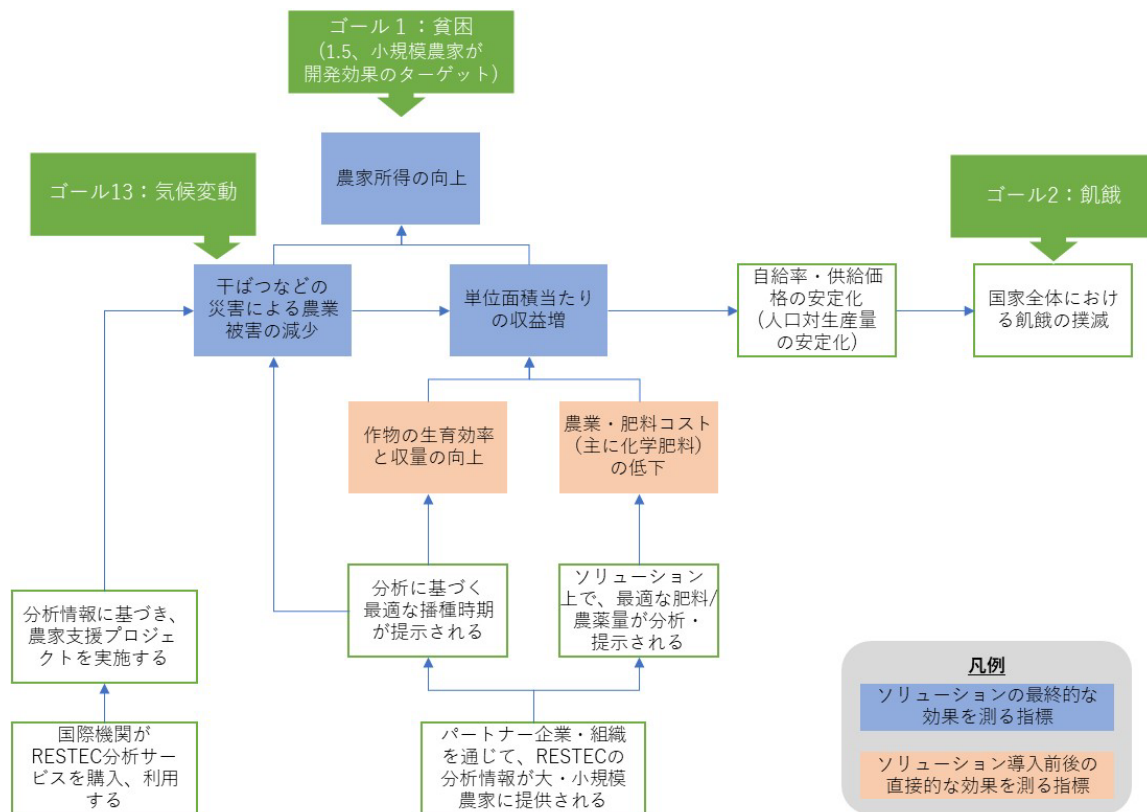 ゴール１：貧困
(1.5、小規模農家が
開発効果のターゲット)
農家所得の向上
ゴール13：気候変動
ゴール2：飢餓
干ばつなどの
災害による農業
被害の減少
単位面積当たり
の収益増
自給率・供給価
格の安定化
(人口対生産量
の安定化)
国家全体におけ
る飢餓の撲滅
作物の生育効率
と収量の向上
農業・肥料コスト
(主に化学肥料)
の低下
分析情報に基づき、
農家支援プロジェ
クトを実施する
分析に基づく
最適な播種時期
が提示される
ソリューション
上で、最適な肥料/
農薬量が分析・
提示される
国際機関が
RESTEC分析サー
ビスを購入、利用
する
パートナー企業・組織
を通じて、RESTECの
分析情報が大・小規模
農家に提供される
凡例
ソリューションの最終的な
効果を測る指標
ソリューション導入前後の
直接的な効果を測る指標